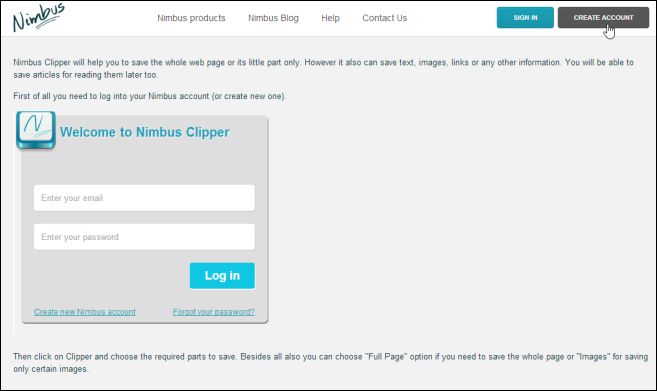 Nimbus
Nimbus products
Nimbus Blog
Help
Contact Us
SIGN IN
CREATE ACCOUNT
Nimbus Clipper will help you to save the whole web page or its little part only. However it also can save text, images, links or any other information. You will be able to
save articles for reading them later too.
First of all you need to log into your Nimbus account (or create new one).
N
Welcome to Nimbus Clipper
Enter your email
Enter your password
Log in
Create new Nimbus account
Forgot your password?
Then click on Clipper and choose the required parts to save. Besides all also you can choose "Full Page" option if you need to save the whole page or "Images" for saving
only certain images.